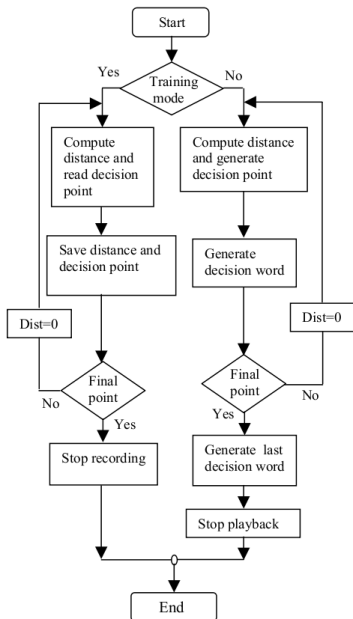 Start
Yes
Training
mode
No
Compute
distance and
read decision
point
Compute distance
and generate
decision point
Save distance and
decision point
Generate
decision word
Dist=0
Dist=0
Final
point
No
Yes
Final
point
Yes
No
Stop recording
Generate last
decision word
Stop playback
End